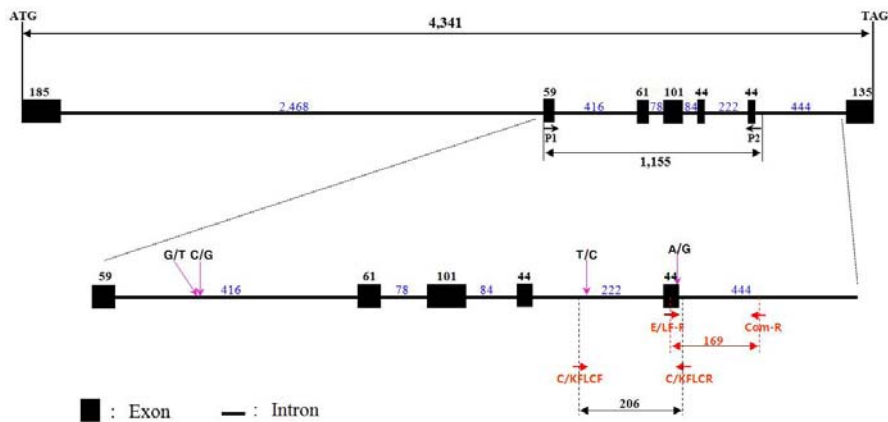 ATG TAG
4,341
185 59 61 101 44 44 135
2,468 416 78 84 222 444
P1 P2
1,155
G/T C/G T/C A/G
59 61 101 44 44
416 78 84 222 444
E/LF-F Com-R
169
C/KFLCF C/KFLCR
206
: Exon : Intron